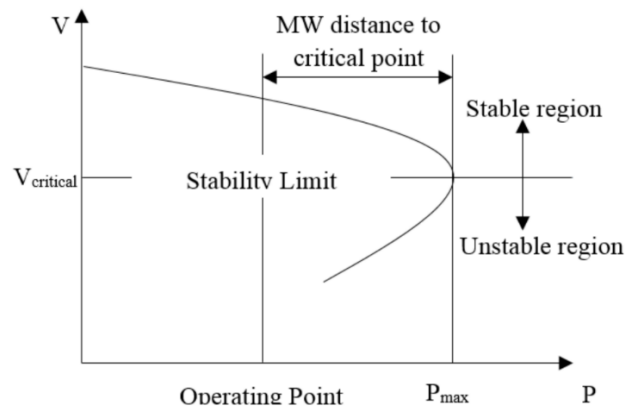 V
MW distance to
critical point
Stable region
Vcritical
Stability Limit
Unstable region
Operating Point
Pmax
P